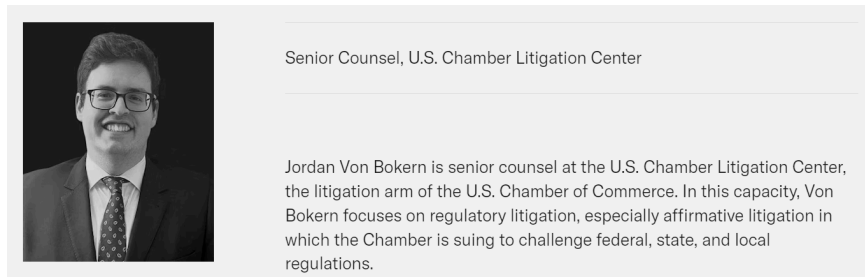 Senior Counsel, U.S. Chamber Litigation Center
Jordan Von Bokern is senior counsel at the U.S. Chamber Litigation Center,
the litigation arm of the U.S. Chamber of Commerce. In this capacity, Von
Bokern focuses on regulatory litigation, especially affirmative litigation in
which the Chamber is suing to challenge federal, state, and local
regulations.